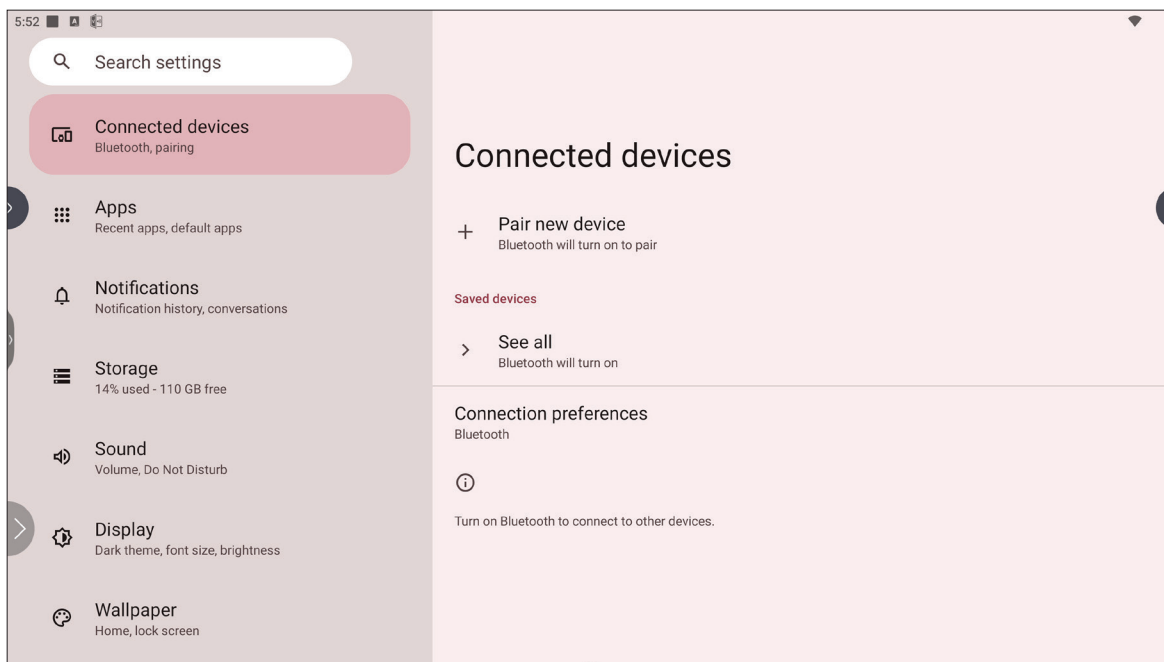 5:52
Search settings
Connected devices
Bluetooth, pairing
Apps
Recent apps, default apps
Notifications
Notification history, conversations
Storage
14% used - 110 GB free
Sound
Volume, Do Not Disturb
Display
Dark theme, font size, brightness
Wallpaper
Home, lock screen
Connected devices
Pair new device
Bluetooth will turn on to pair
Saved devices
See all
Bluetooth will turn on
Connection preferences
Bluetooth
Turn on Bluetooth to connect to other devices.